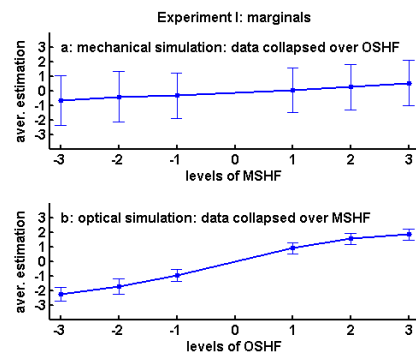 Experiment I: marginals
a: mechanical simulation: data collapsed over OSHF
aver. estimation
3
2
1
0
-1
-2
-3
-3 -2 -1 0 1 2 3
levels of MSHF
b: optical simulation: data collapsed over MSHF
aver. estimation
3
2
1
0
-1
-2
-3
-3 -2 -1 0 1 2 3
levels of OSHF